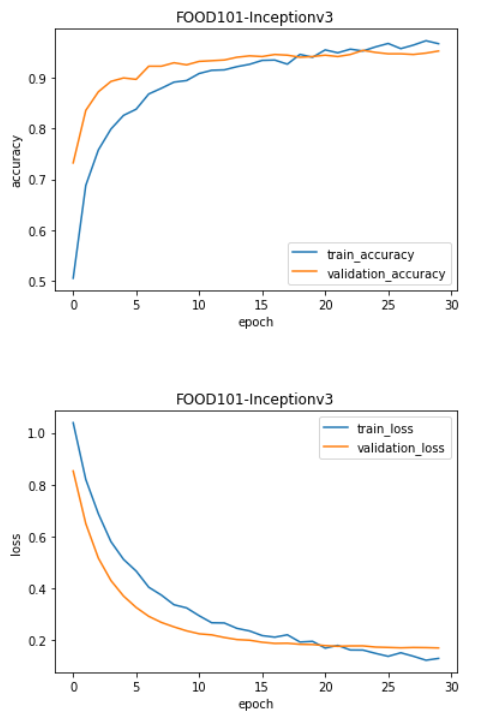 FOOD101-Inceptionv3
accuracy
0.9
0.8
0.7
0.6
0.5
train_accuracy
validation_accuracy
0 5 10 15 20 25 30
epoch
FOOD101-Inceptionv3
loss
1.0
0.8
0.6
0.4
0.2
train_loss
validation_loss
0 5 10 15 20 25 30
epoch